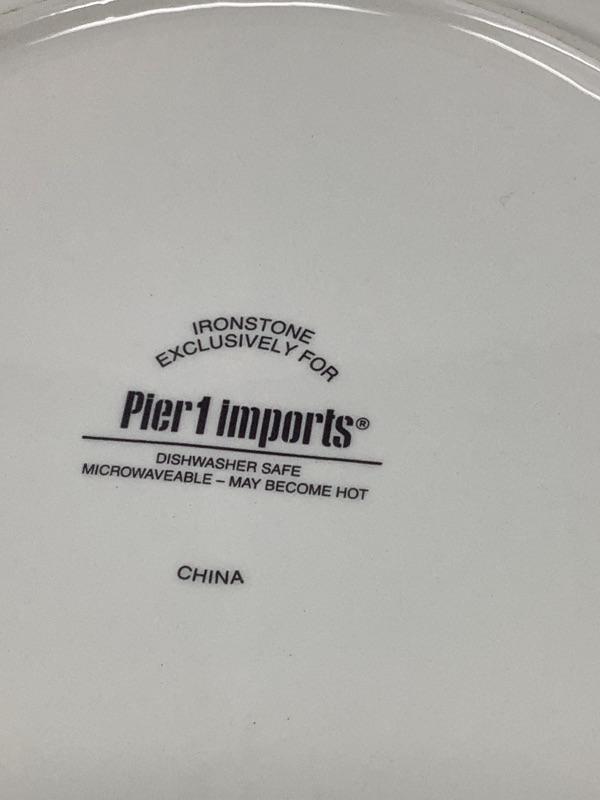 IRONSTONE
EXCLUSIVELY FOR
Pier 1 imports®
DISHWASHER SAFE
MICROWAVEABLE – MAY BECOME HOT
CHINA